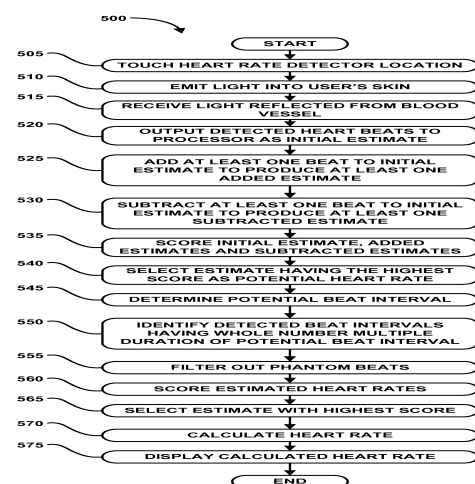 500
START
505
TOUCH HEART RATE DETECTOR LOCATION
510
EMIT LIGHT INTO USER'S SKIN
515
RECEIVE LIGHT REFLECTED FROM BLOOD
VESSEL
520
OUTPUT DETECTED HEART BEATS TO
PROCESSOR AS INITIAL ESTIMATE
525
ADD AT LEAST ONE BEAT TO INITIAL
ESTIMATE TO PRODUCE AT LEAST ONE
ADDED ESTIMATE
530
SUBTRACT AT LEAST ONE BEAT TO INITIAL
ESTIMATE TO PRODUCE AT LEAST ONE
SUBTRACTED ESTIMATE
535
SCORE INITIAL ESTIMATE, ADDED
ESTIMATES AND SUBTRACTED ESTIMATES
540
SELECT ESTIMATE HAVING THE HIGHEST
SCORE AS POTENTIAL HEART RATE
545
DETERMINE POTENTIAL BEAT INTERVAL
550
IDENTIFY DETECTED BEAT INTERVALS
HAVING WHOLE NUMBER MULTIPLE
DURATION OF POTENTIAL BEAT INTERVAL
555
FILTER OUT PHANTOM BEATS
560
SCORE ESTIMATED HEART RATES
565
SELECT ESTIMATE WITH HIGHEST SCORE
570
CALCULATE HEART RATE
575
DISPLAY CALCULATED HEART RATE
END